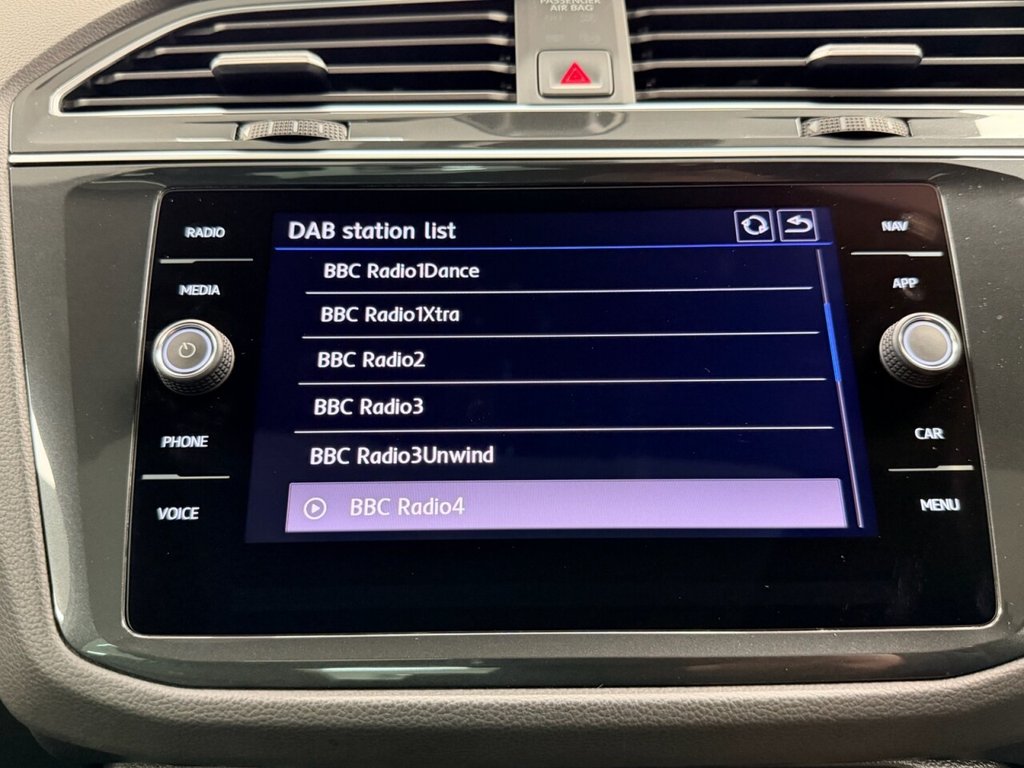 PASSENGER
AIR BAG
RADIO
MEDIA
PHONE
VOICE
DAB station list
BBC Radio1Dance
BBC Radio1Xtra
BBC Radio2
BBC Radio3
BBC Radio3Unwind
BBC Radio4
NAV
APP
CAR
MENU